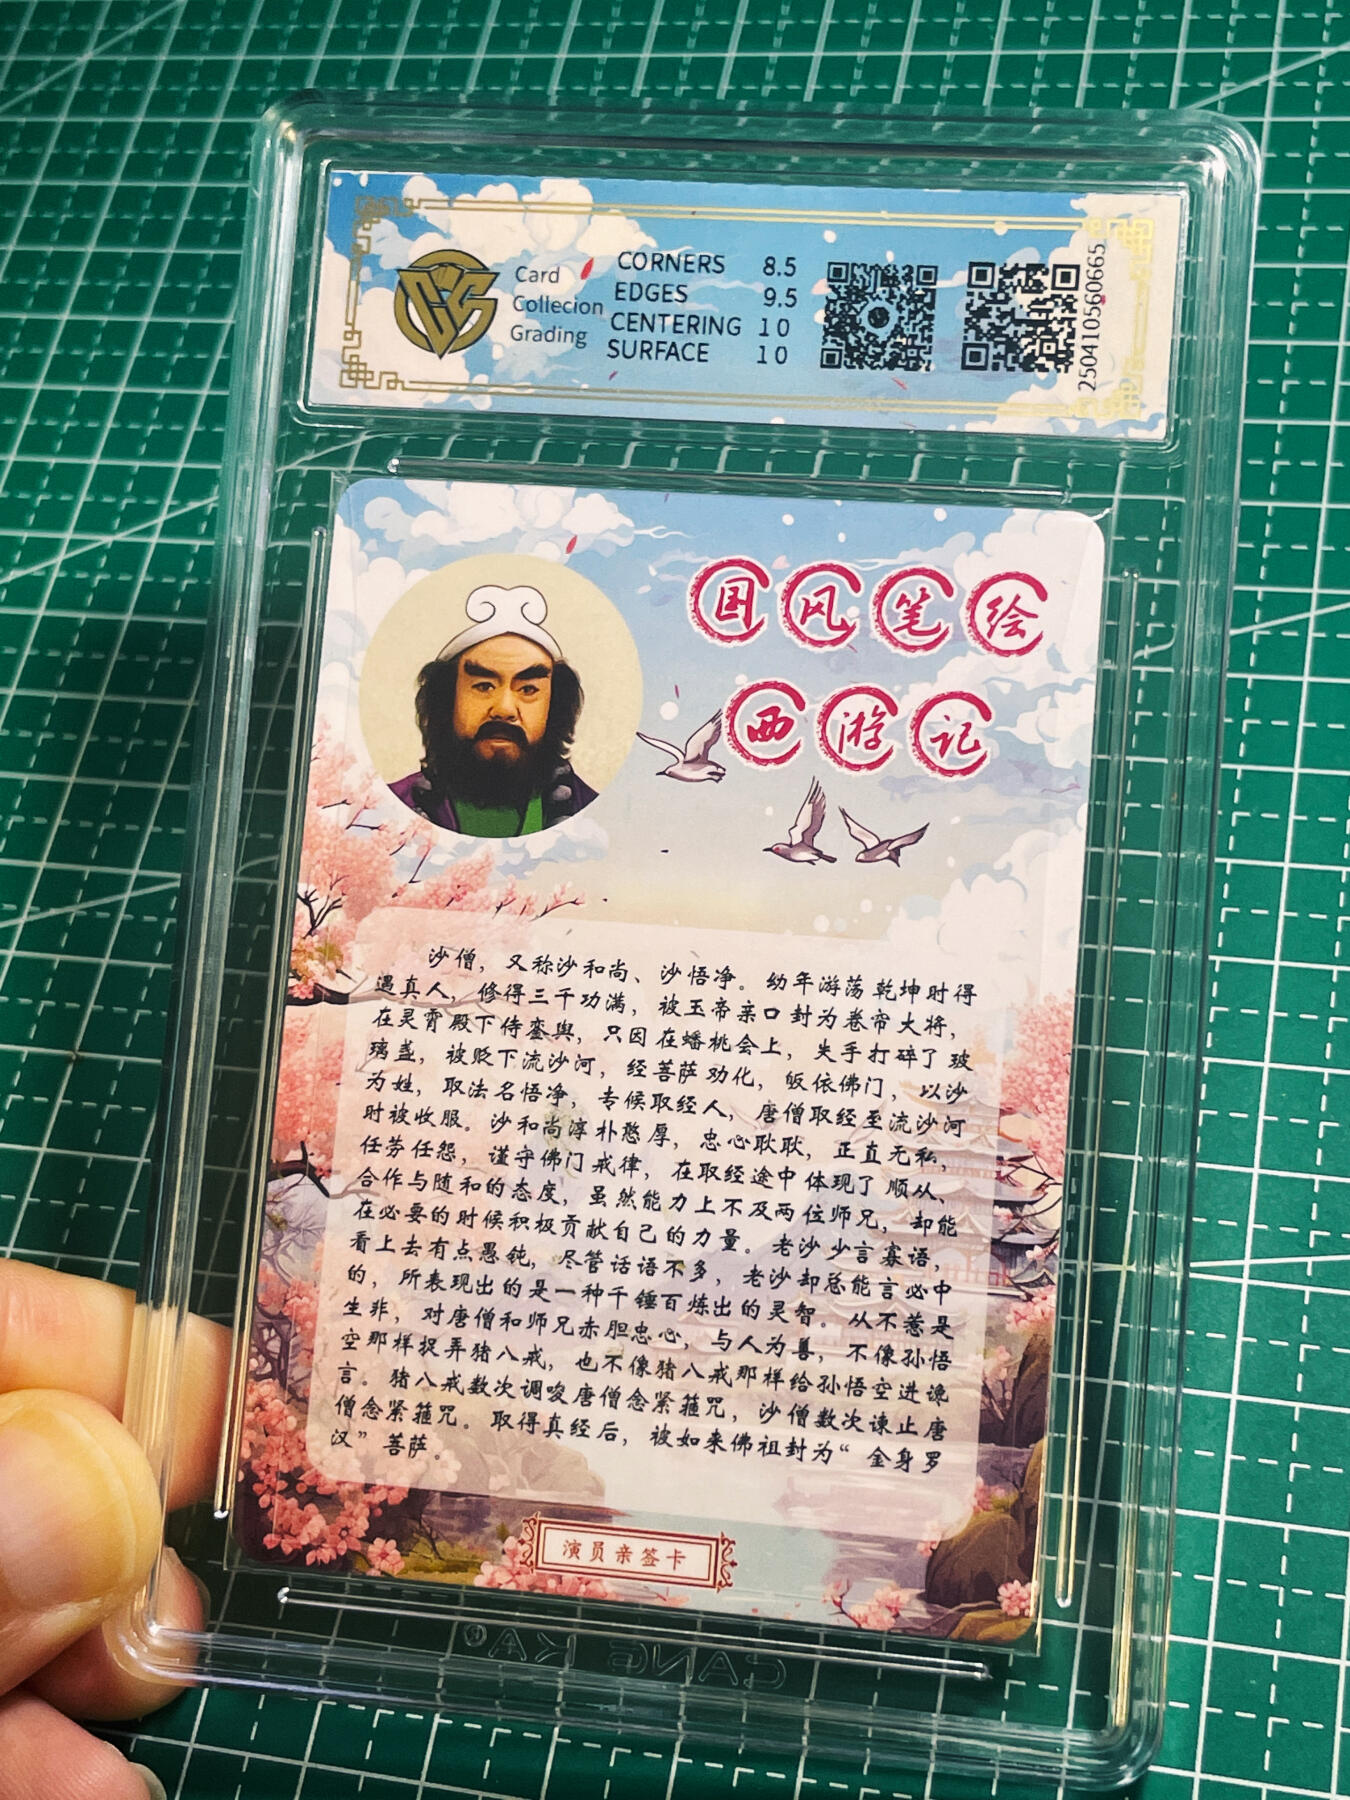 Card
Collecion
Grading
CORNERS 8.5
EDGES 9.5
CENTERING 10
SURFACE 10
250410560665
国风笔绘
西游记
沙僧，又称沙和尚、沙悟净。幼年游荡乾坤时得
遇真人，修得三千功满，被玉帝亲口封为卷帘大将，
在灵霄殿下侍銮舆，只因在蟠桃会上，失手打碎了玻
璃盏，被贬下流沙河，经菩萨劝化，皈依佛门，以沙
为姓，取法名悟净，专候取经人，唐僧取经至流沙河
时被收服。沙和尚淳朴憨厚，忠心耿耿，正直无私，
任劳任怨，谨守佛门戒律，在取经途中体现了顺从、
合作与随和的态度，虽然能力上不及两位师兄，却能
在必要的时候积极贡献自己的力量。老沙少言寡语，
看上去有点愚钝，尽管话语不多，老沙却总能言必中
的，所表现出的是一种千锤百炼出的灵智。从不惹是
生非，对唐僧和师兄赤胆忠心，与人为善，不像孙悟
空那样捉弄猪八戒，也不像猪八戒那样给孙悟空进谗
言。猪八戒数次调唆唐僧念紧箍咒，沙僧数次谏止唐
僧念紧箍咒。取得真经后，被如来佛祖封为“金身罗
汉”菩萨。
演员亲签卡
CANG KA®